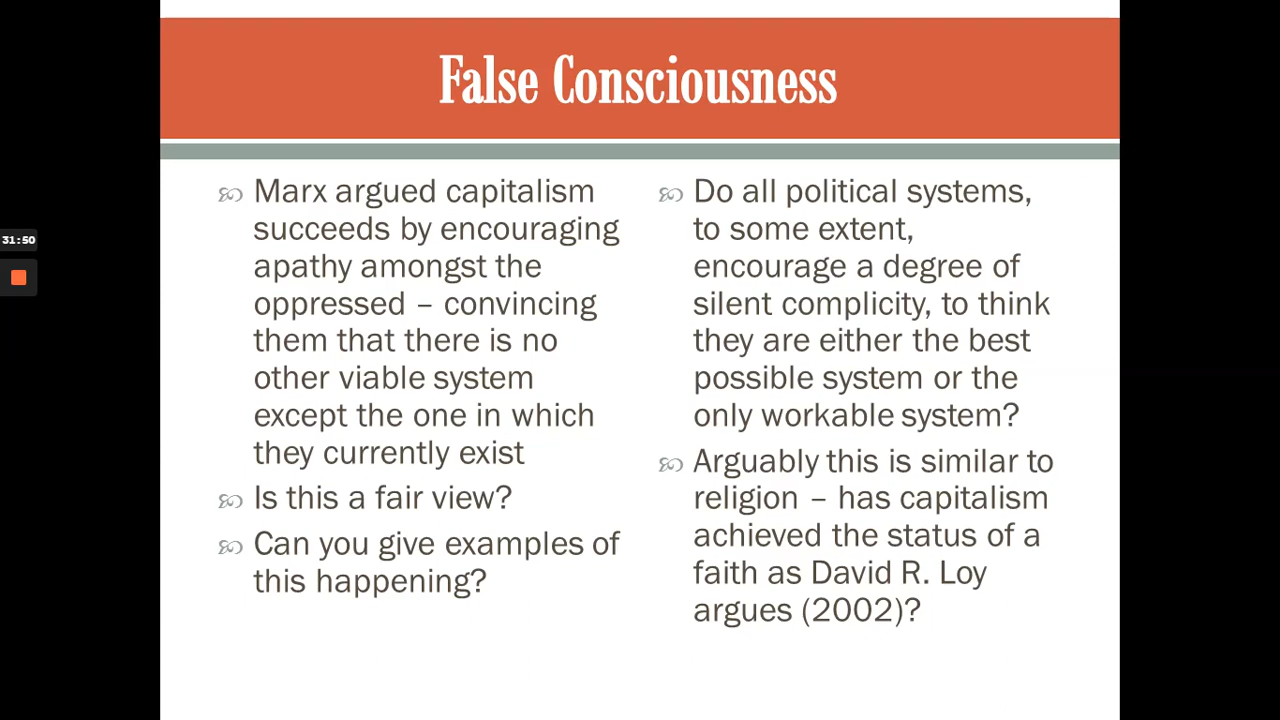 False Consciousness
31:50
Marx argued capitalism
succeeds by encouraging
apathy amongst the
oppressed – convincing
them that there is no
other viable system
except the one in which
they currently exist
Is this a fair view?
Can you give examples of
this happening?
Do all political systems,
to some extent,
encourage a degree of
silent complicity, to think
they are either the best
possible system or the
only workable system?
Arguably this is similar to
religion – has capitalism
achieved the status of a
faith as David R. Loy
argues (2002)?